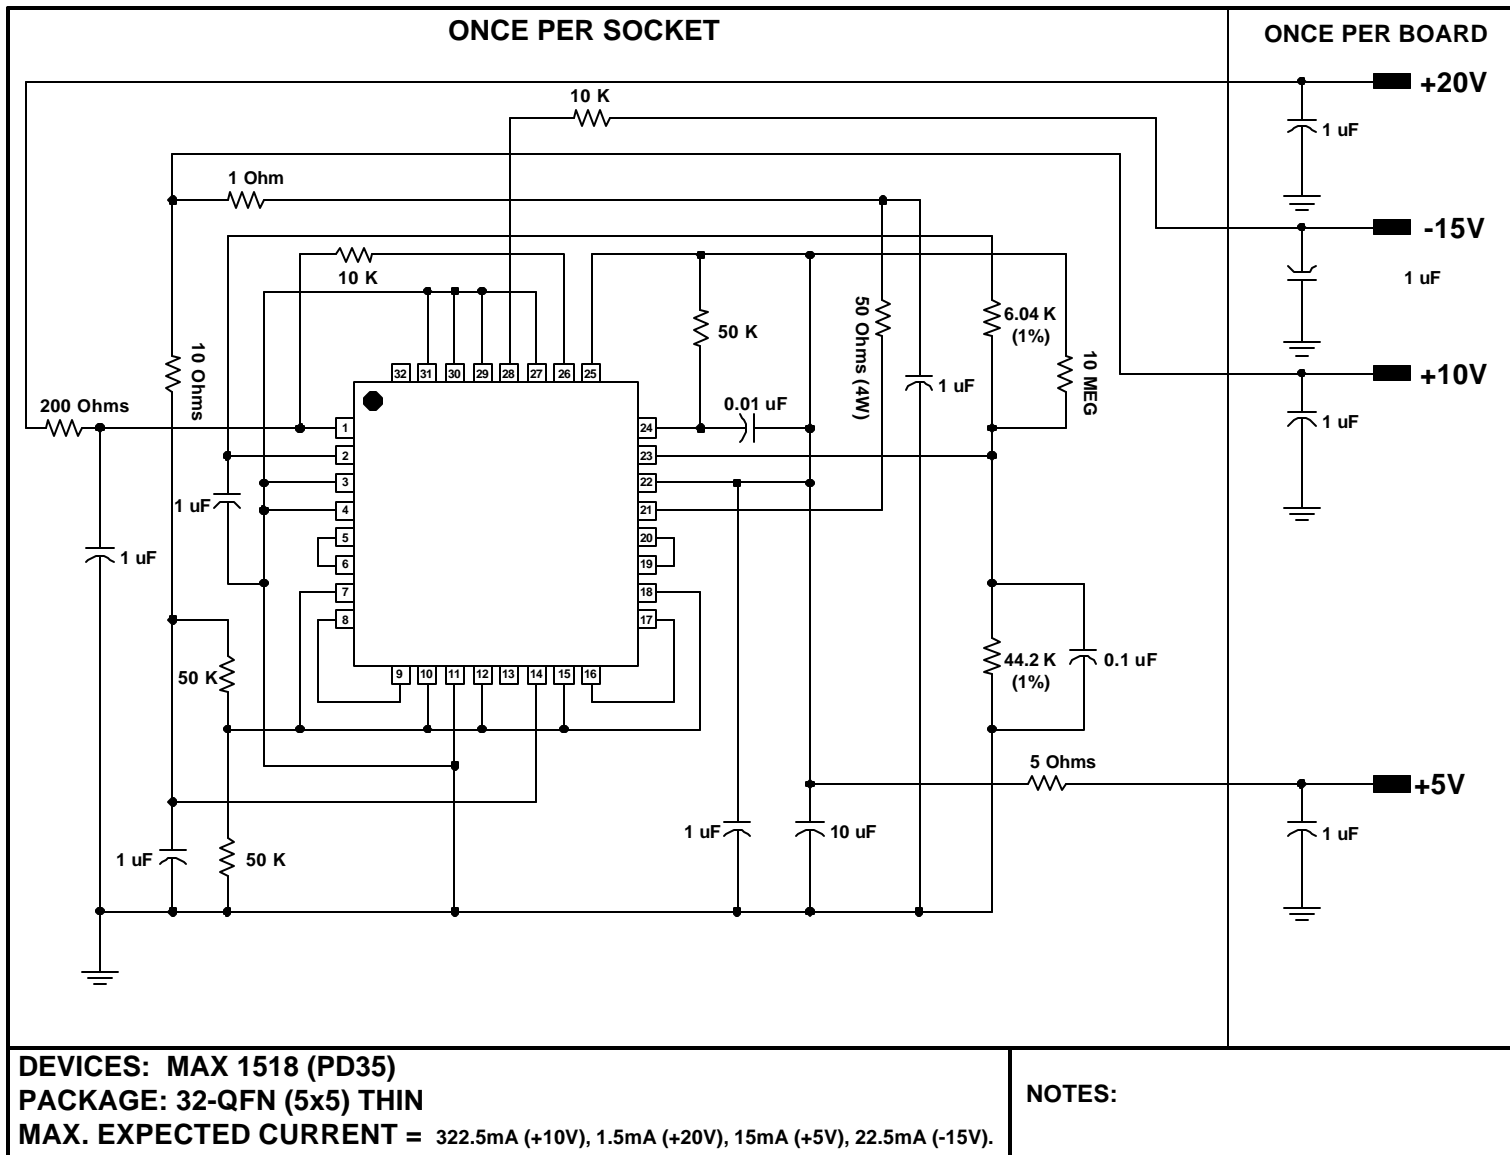 ONCE PER SOCKET
ONCE PER BOARD
+20V
10 K
1 uF
1 Ohm
-15V
10 K
1 uF
50 K
50 Ohms (4W)
6.04 K
(1%)
10 MEG
10 Ohms
+10V
32 31 30 29 28 27 26 25
1 uF
200 Ohms
0.01 uF
1 uF
1
2
3
4
5
6
7
8
24
23
22
21
20
19
18
17
1 uF
1 uF
50 K
44.2 K
(1%)
0.1 uF
9 10 11 12 13 14 15 16
5 Ohms
+5V
1 uF
50 K
1 uF
10 uF
1 uF
DEVICES: MAX 1518 (PD35)
PACKAGE: 32-QFN (5x5) THIN
MAX. EXPECTED CURRENT = 322.5mA (+10V), 1.5mA (+20V), 15mA (+5V), 22.5mA (-15V).
NOTES: